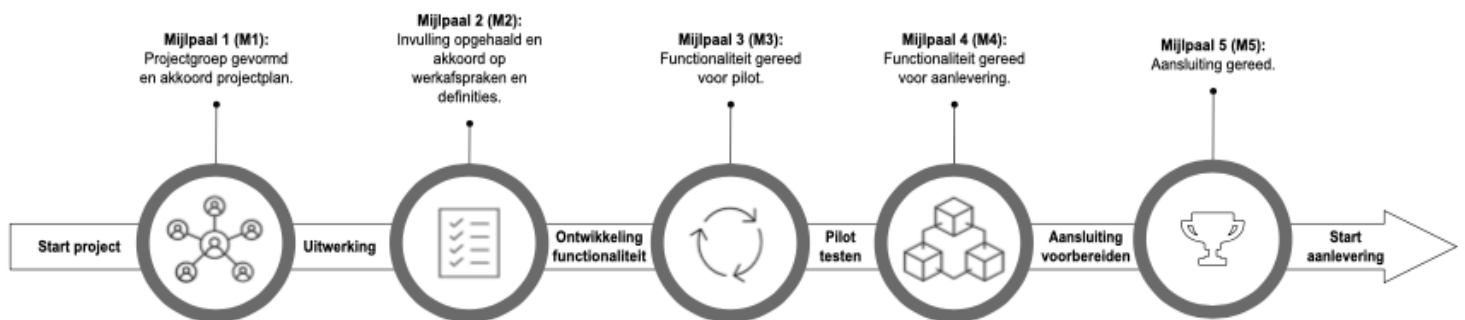 Mijlpaal 1 (M1):
Projectgroep gevormd
en akkoord projectplan.
Mijlpaal 2 (M2):
Invulling opgehaald en
akkoord op
werkafspraken en
definities.
Mijlpaal 3 (M3):
Functionaliteit gereed
voor pilot.
Mijlpaal 4 (M4):
Functionaliteit gereed
voor aanlevering.
Mijlpaal 5 (M5):
Aansluiting gereed.
Start project
Uitwerking
Ontwikkeling
functionaliteit
Pilot
testen
Aansluiting
voorbereiden
Start
aanlevering